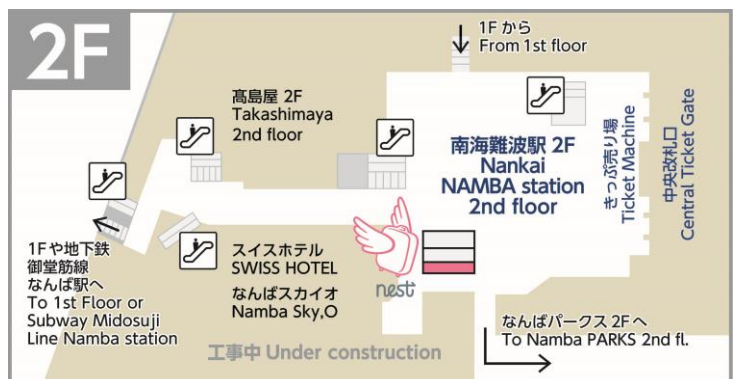 2F
1F から
From 1st floor
髙島屋 2F
Takashimaya
2nd floor
南海難波駅 2F
Nankai
NAMBA station
2nd floor
きっぷ売り場
Ticket Machine
中央改札口
Central Ticket Gate
1Fや地下鉄
御堂筋線
なんば駅へ
To 1st Floor or
Subway Midosuji
Line Namba station
スイスホテル
SWISS HOTEL
なんばスカイオ
Namba Sky,O
nest
工事中 Under construction
なんばパークス 2Fへ
To Namba PARKS 2nd fl.